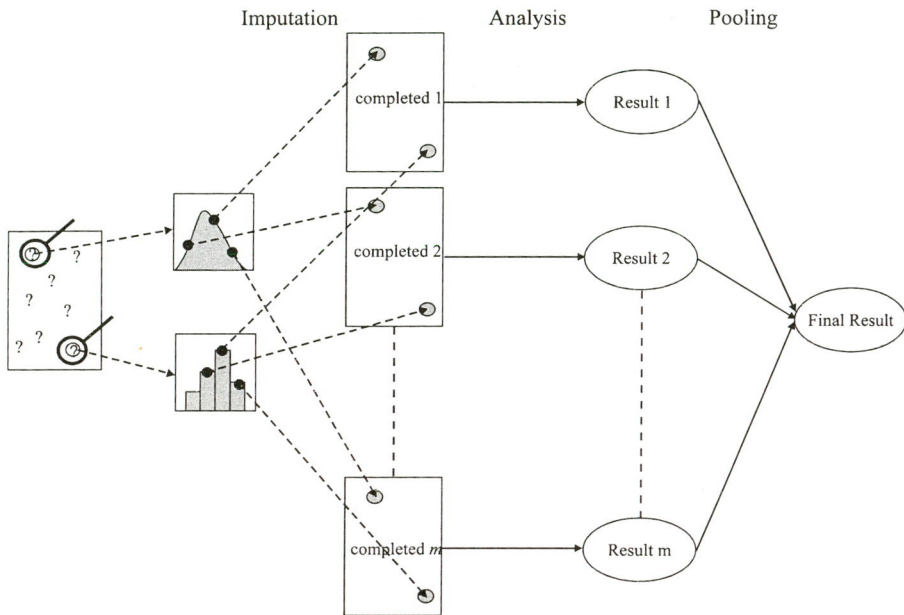 Imputation Analysis Pooling
completed 1
Result 1
?
?
completed 2
Result 2
?
?
?
Final Result
?
?
?
?
completed m
Result m